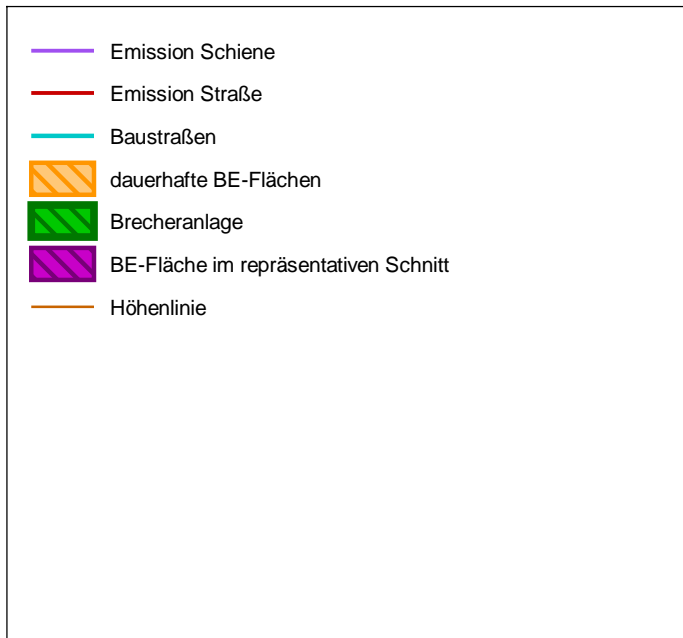 Emission Schiene
Emission Straße
Baustraßen
dauerhafte BE-Flächen
Brecheranlage
BE-Fläche im repräsentativen Schnitt
Höhenlinie